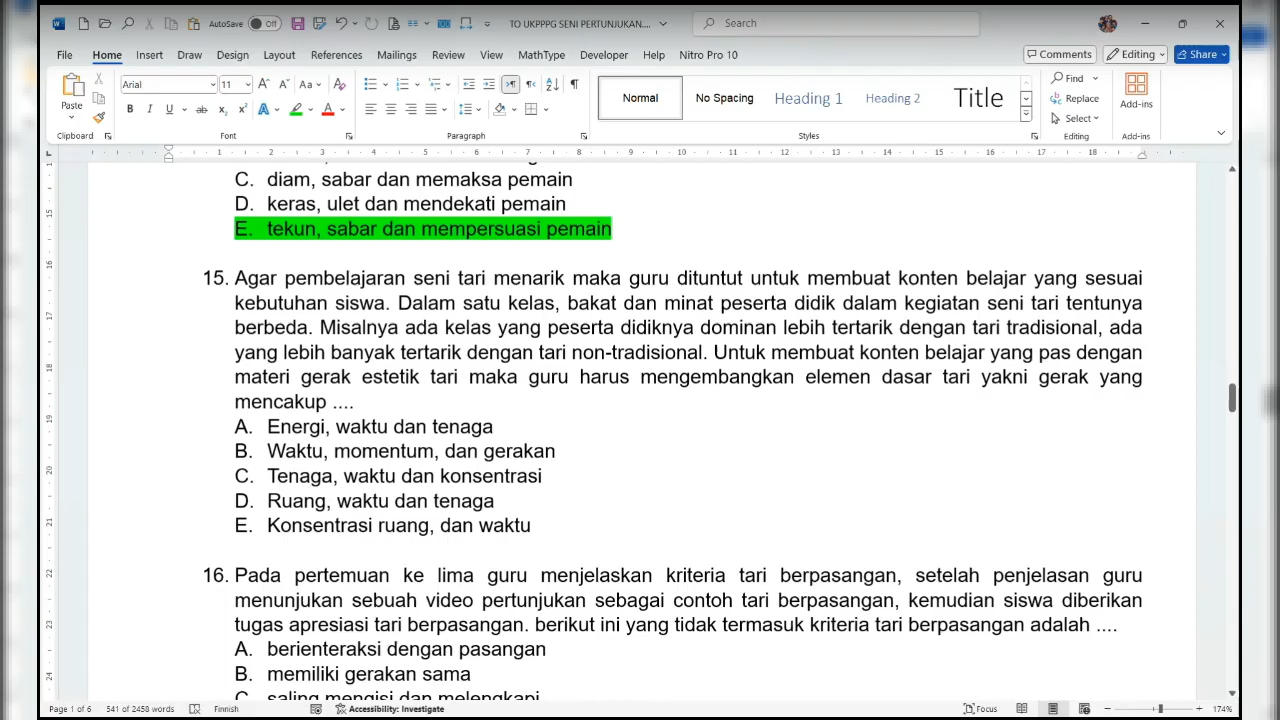 AutoSave Off TO UKPPPG SENI PERTUNJUKAN.... Search
File Home Insert Draw Design Layout References Mailings Review View MathType Developer Help Nitro Pro 10 Comments Editing Share
Paste
Arial 11
Normal No Spacing Heading 1 Heading 2 Title
Find
Replace
Select
Add-ins
Clipboard Font Paragraph Styles Editing Add-ins
C. diam, sabar dan memaksa pemain
D. keras, ulet dan mendekati pemain
E. tekun, sabar dan mempersuasi pemain
15. Agar pembelajaran seni tari menarik maka guru dituntut untuk membuat konten belajar yang sesuai
kebutuhan siswa. Dalam satu kelas, bakat dan minat peserta didik dalam kegiatan seni tari tentunya
berbeda. Misalnya ada kelas yang peserta didiknya dominan lebih tertarik dengan tari tradisional, ada
yang lebih banyak tertarik dengan tari non-tradisional. Untuk membuat konten belajar yang pas dengan
materi gerak estetik tari maka guru harus mengembangkan elemen dasar tari yakni gerak yang
mencakup ....
A. Energi, waktu dan tenaga
B. Waktu, momentum, dan gerakan
C. Tenaga, waktu dan konsentrasi
D. Ruang, waktu dan tenaga
E. Konsentrasi ruang, dan waktu
16. Pada pertemuan ke lima guru menjelaskan kriteria tari berpasangan, setelah penjelasan guru
menunjukan sebuah video pertunjukan sebagai contoh tari berpasangan, kemudian siswa diberikan
tugas apresiasi tari berpasangan. berikut ini yang tidak termasuk kriteria tari berpasangan adalah ....
A. berienteraksi dengan pasangan
B. memiliki gerakan sama
C. saling mengisi dan melengkapi
Page 1 of 6 541 of 2458 words Finnish Accessibility: Investigate Focus 174%